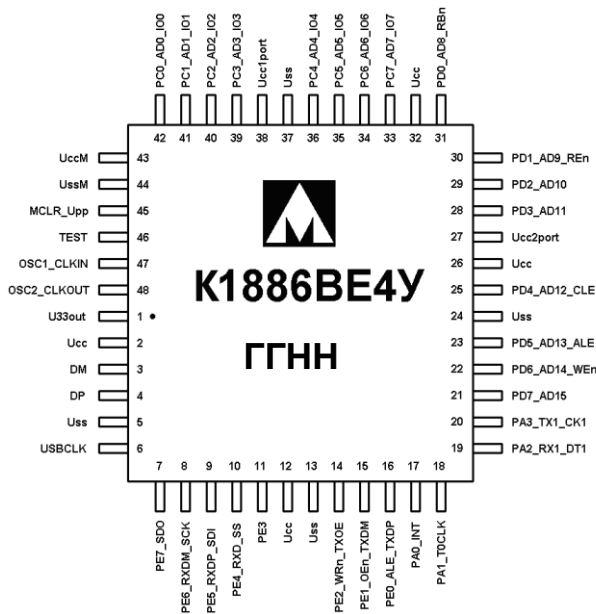 PC0_AD0_IO0
PC1_AD1_IO1
PC2_AD2_IO2
PC3_AD3_IO3
Ucc1port
Uss
PC4_AD4_IO4
PC5_AD5_IO5
PC6_AD6_IO6
PC7_AD7_IO7
Ucc
PD0_AD8_RBn
42 41 40 39 38 37 36 35 34 33 32 31
UccM 43
UssM 44
MCLR_Upp 45
TEST 46
OSC1_CLKIN 47
OSC2_CLKOUT 48
U33out 1
Ucc 2
DM 3
DP 4
Uss 5
USBCLK 6
К1886ВЕ4У
ГГНН
30 PD1_AD9_REn
29 PD2_AD10
28 PD3_AD11
27 Ucc2port
26 Ucc
25 PD4_AD12_CLE
24 Uss
23 PD5_AD13_ALE
22 PD6_AD14_WEn
21 PD7_AD15
20 PA3_TX1_CK1
19 PA2_RX1_DT1
7 8 9 10 11 12 13 14 15 16 17 18
PE7_SDO
PE6_RXDM_SCK
PE5_RXDP_SDI
PE4_RXD_SS
PE3
Ucc
Uss
PE2_WRn_TXOE
PE1_OEn_TXDM
PE0_ALE_TXDP
PA0_INT
PA1_T0CLK